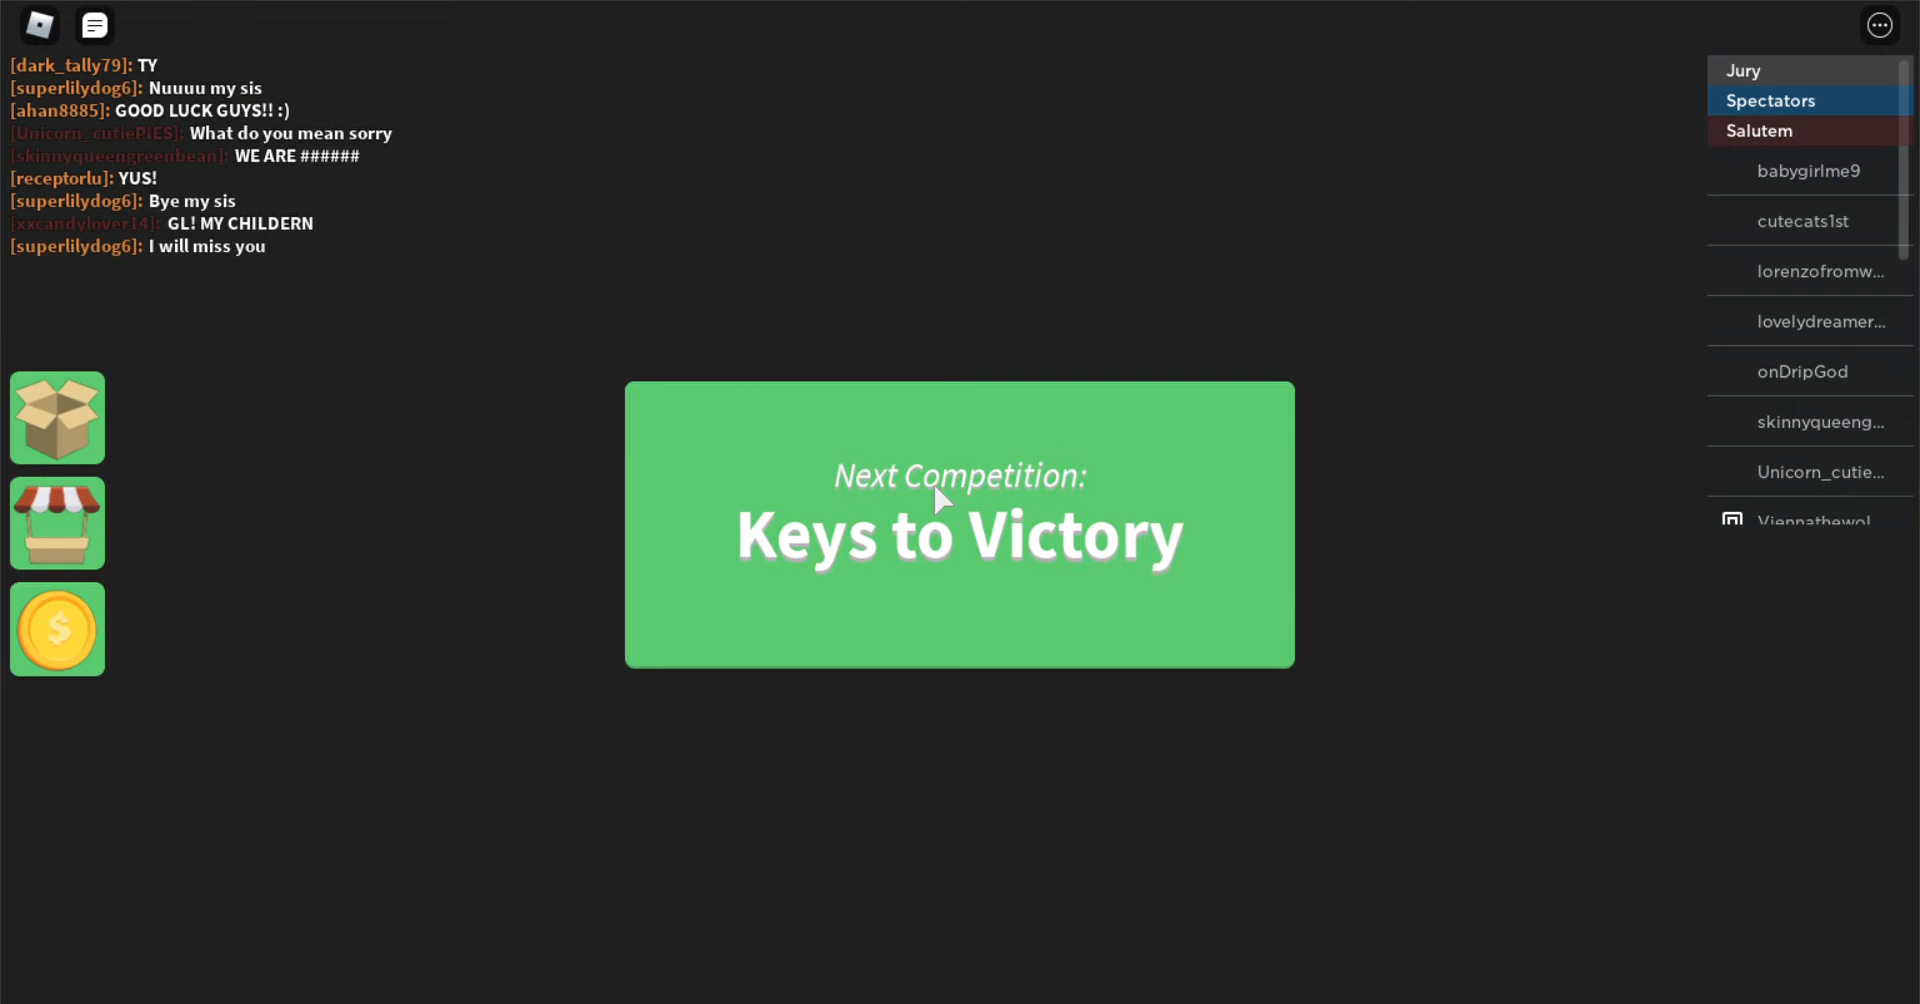 [dark_tally79]: TY
[superlilydog6]: Nuuuu my sis
[ahan8885]: GOOD LUCK GUYS!! :)
[Unicorn_cutiePIES]: What do you mean sorry
[skinnyqueengreenbean]: WE ARE ######
[receptorlu]: YUS!
[superlilydog6]: Bye my sis
[xxcandylover14]: GL! MY CHILDERN
[superlilydog6]: I will miss you
Next Competition:
Keys to Victory
Jury
Spectators
Salutem
babygirlme9
cutecats1st
lorenzofromw...
lovelydreamer...
onDripGod
skinnyqueeng...
Unicorn_cutie...
Viennathewol